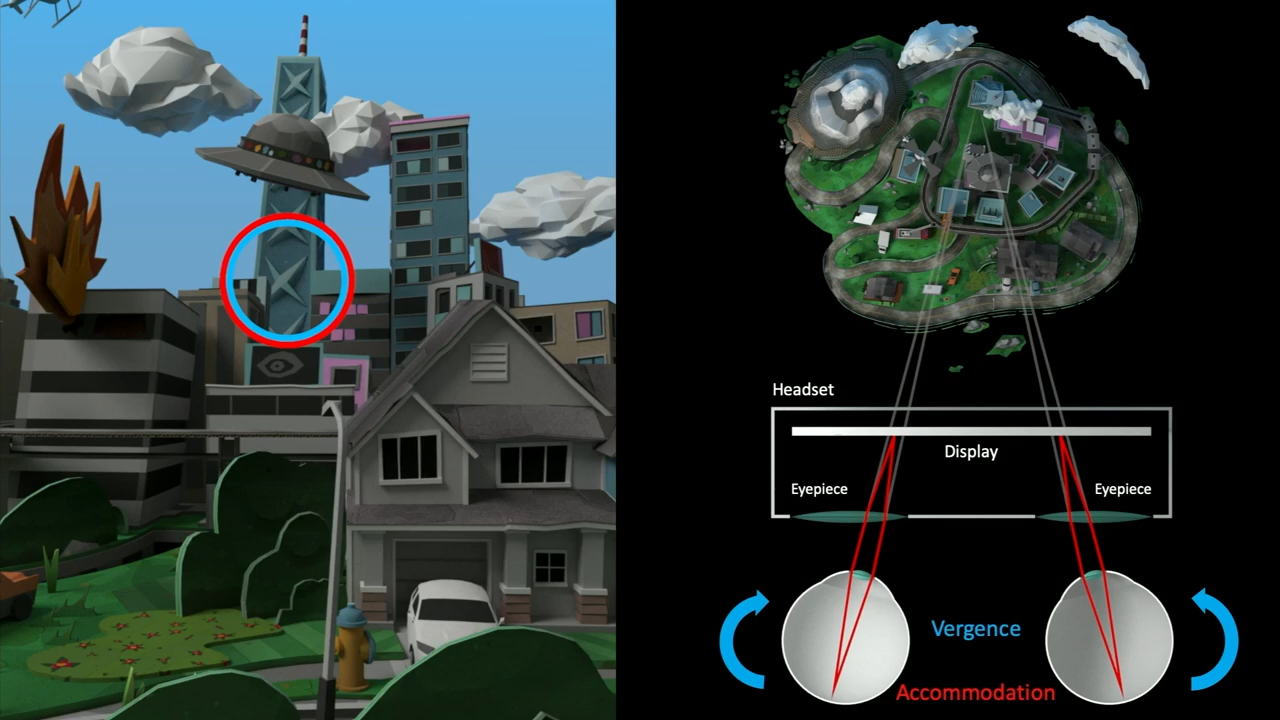 Headset
Display
Eyepiece
Eyepiece
Vergence
Accommodation